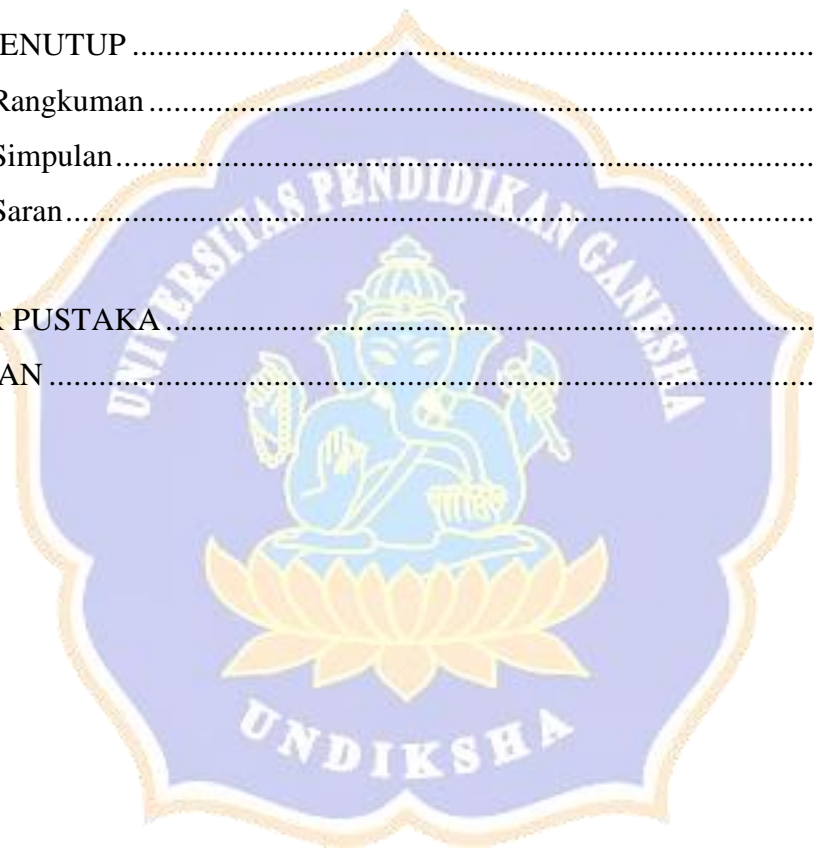 ENUTUP ....................................................................................
Rangkuman ..................................................................................
Simpulan.......................................................................................
Saran..............................................................................................
R PUSTAKA ................................................................................
AN ................................................................................................
UNIVERSITAS PENDIDIKAN GANESHA
UNDIKSHA